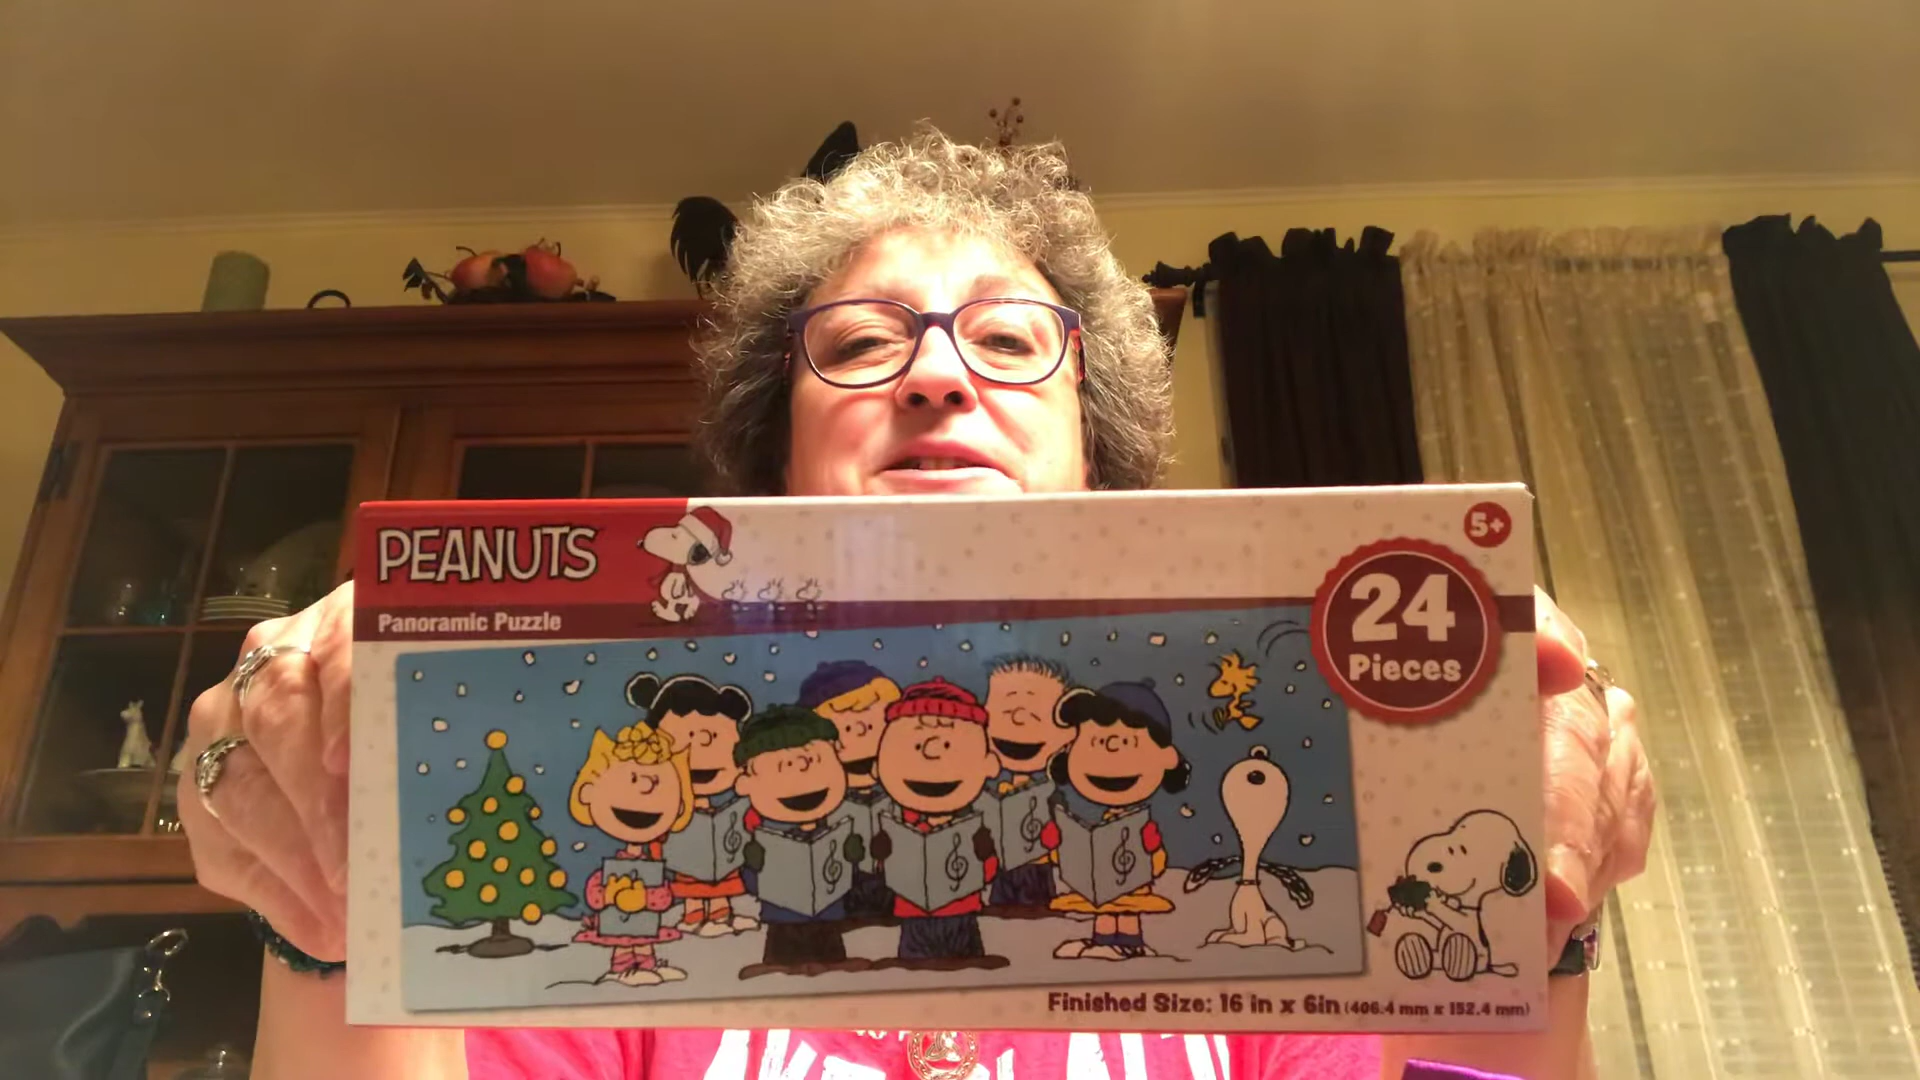 PEANUTS
Panoramic Puzzle
5+
24
Pieces
Finished Size: 16 in x 6in (406.4 mm x 152.4 mm)